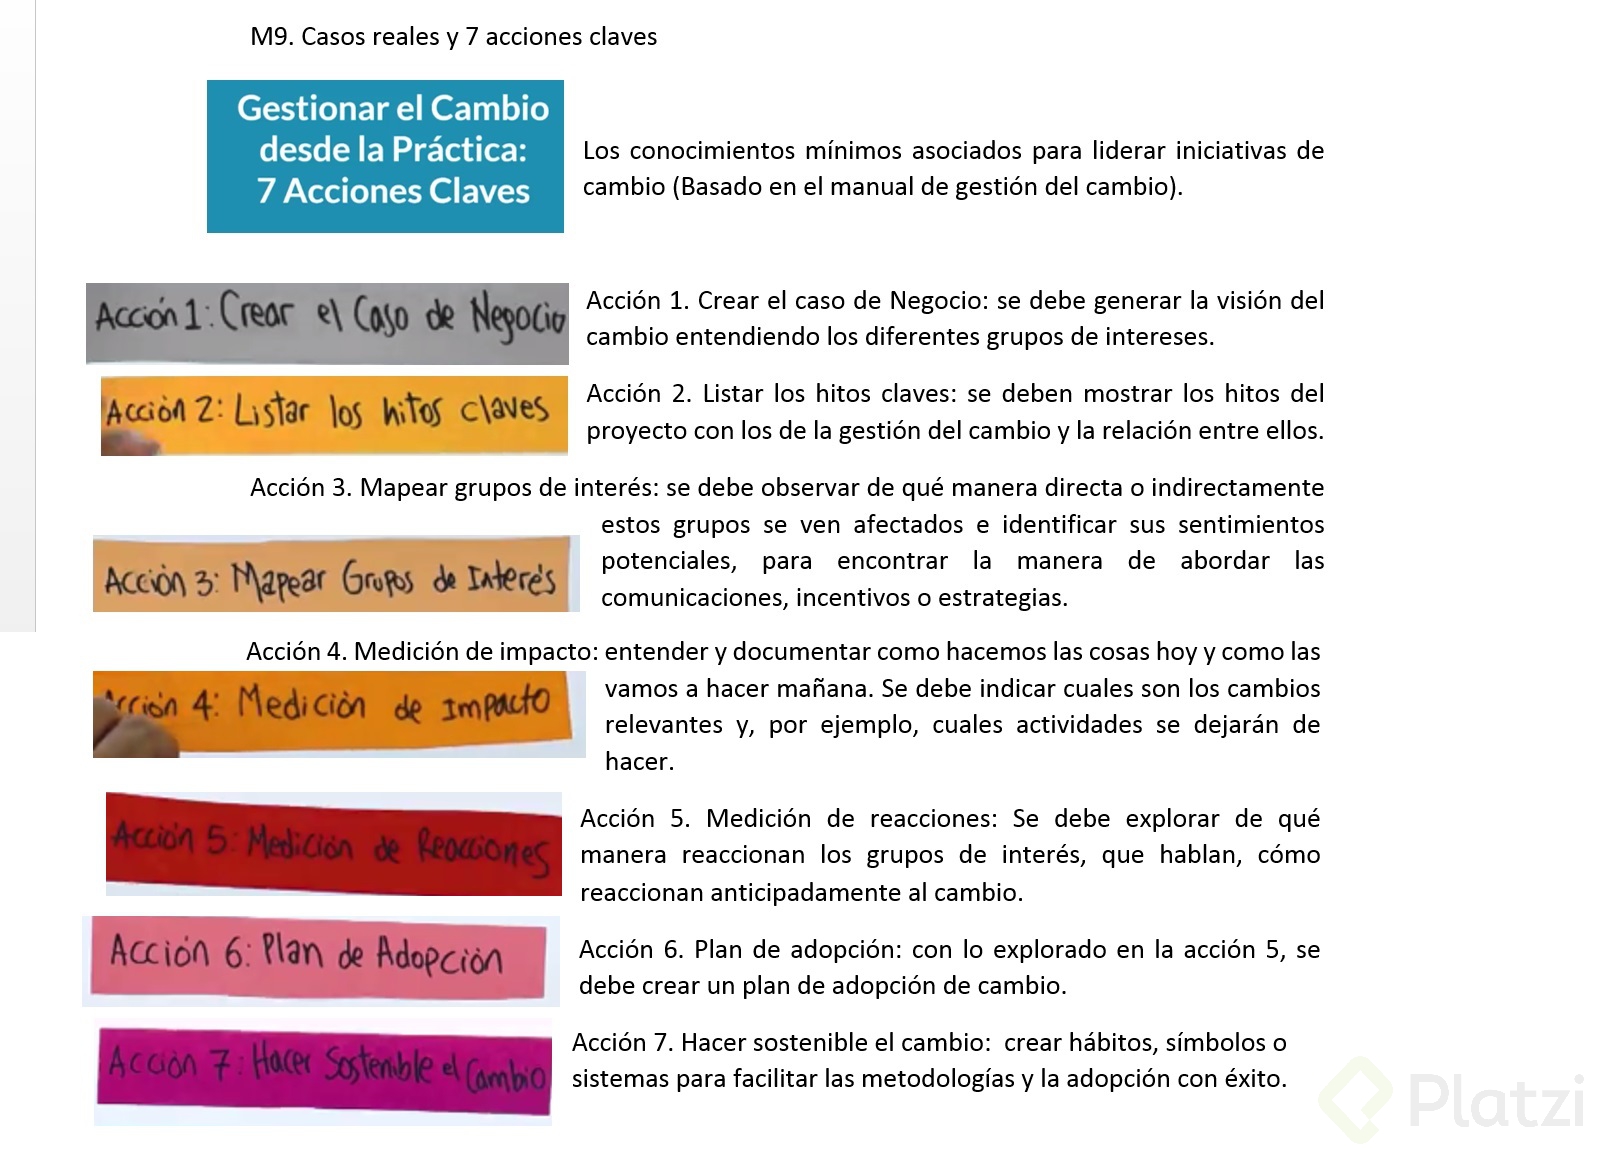 M9. Casos reales y 7 acciones claves
Gestionar el Cambio
desde la Práctica:
7 Acciones Claves
Los conocimientos mínimos asociados para liderar iniciativas de
cambio (Basado en el manual de gestión del cambio).
Acción 1: Crear el Caso de Negocio
Acción 1. Crear el caso de Negocio: se debe generar la visión del
cambio entendiendo los diferentes grupos de intereses.
Acción 2: Listar los hitos claves
Acción 2. Listar los hitos claves: se deben mostrar los hitos del
proyecto con los de la gestión del cambio y la relación entre ellos.
Acción 3. Mapear grupos de interés: se debe observar de qué manera directa o indirectamente
estos grupos se ven afectados e identificar sus sentimientos
potenciales, para encontrar la manera de abordar las
comunicaciones, incentivos o estrategias.
Acción 3: Mapear Grupos de Interés
Acción 4. Medición de impacto: entender y documentar como hacemos las cosas hoy y como las
vamos a hacer mañana. Se debe indicar cuales son los cambios
relevantes y, por ejemplo, cuales actividades se dejarán de
hacer.
Acción 4: Medición de Impacto
Acción 5: Medición de Reacciones
Acción 5. Medición de reacciones: Se debe explorar de qué
manera reaccionan los grupos de interés, que hablan, cómo
reaccionan anticipadamente al cambio.
Acción 6: Plan de Adopción
Acción 6. Plan de adopción: con lo explorado en la acción 5, se
debe crear un plan de adopción de cambio.
Acción 7: Hacer Sostenible el Cambio
Acción 7. Hacer sostenible el cambio: crear hábitos, símbolos o
sistemas para facilitar las metodologías y la adopción con éxito.
Platzi